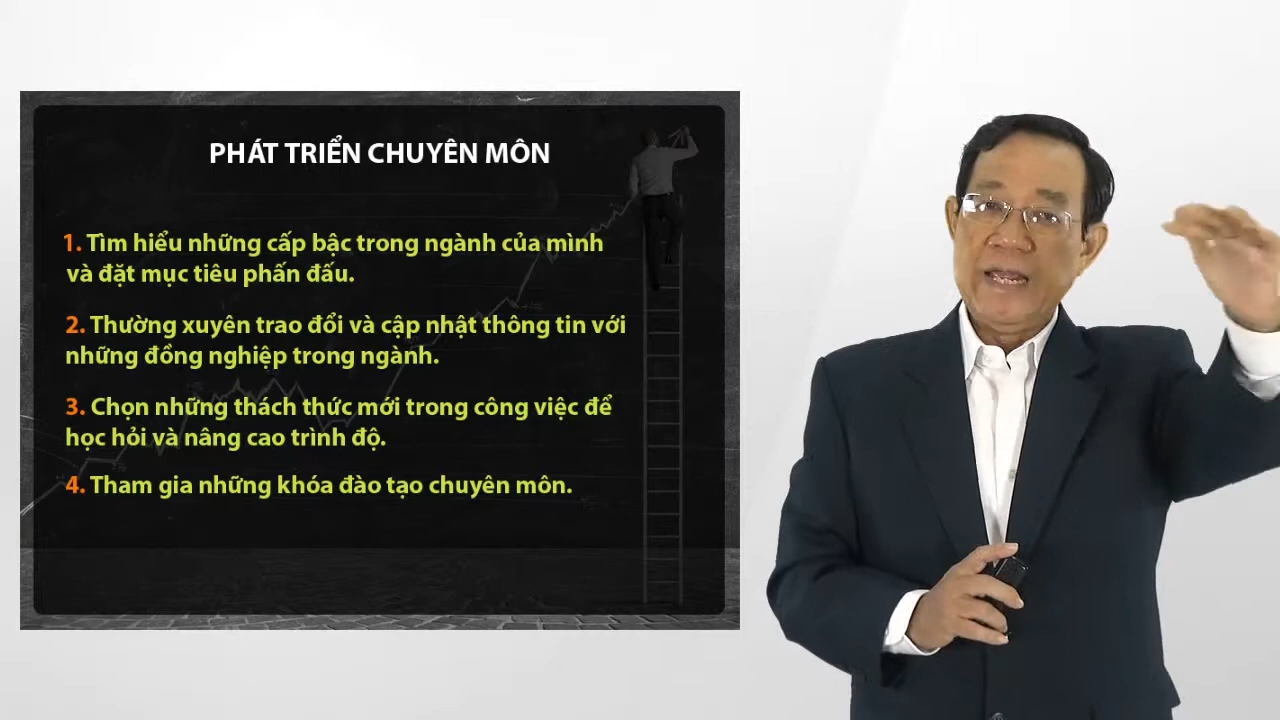 PHÁT TRIỂN CHUYÊN MÔN
1. Tìm hiểu những cấp bậc trong ngành của mình
và đặt mục tiêu phấn đấu.
2. Thường xuyên trao đổi và cập nhật thông tin với
những đồng nghiệp trong ngành.
3. Chọn những thách thức mới trong công việc để
học hỏi và nâng cao trình độ.
4. Tham gia những khóa đào tạo chuyên môn.